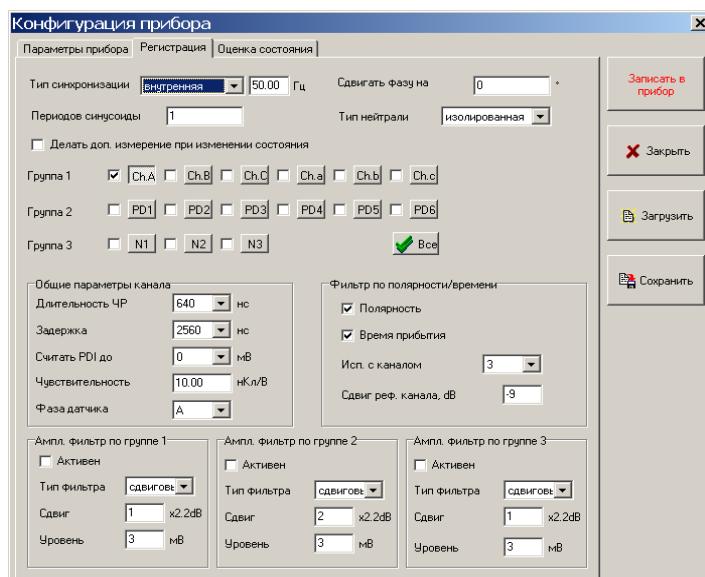 Конфигурация прибора
Параметры прибора Регистрация Оценка состояния
Тип синхронизации внутренняя 50.00 Гц Сдвигать фазу на 0 °
Записать в прибор
Периодов синусоиды 1 Тип нейтрали изолированная
Делать доп. измерение при изменении состояния
Закрыть
Группа 1 Ch.A Ch.B Ch.C Ch.a Ch.b Ch.c
Группа 2 PD1 PD2 PD3 PD4 PD5 PD6
Загрузить
Группа 3 N1 N2 N3 Все
Сохранить
Общие параметры канала
Длительность ЧР 640 нс
Задержка 2560 нс
Считать PDI до 0 мВ
Чувствительность 10.00 нКл/В
Фаза датчика A
Фильтр по полярности/времени
Полярность
Время прибытия
Исп. с каналом 3
Сдвиг реф. канала, dB -9
Ампл. фильтр по группе 1
Активен
Тип фильтра сдвиговы
Сдвиг 1 x2.2dB
Уровень 3 мВ
Ампл. фильтр по группе 2
Активен
Тип фильтра сдвиговы
Сдвиг 2 x2.2dB
Уровень 3 мВ
Ампл. фильтр по группе 3
Активен
Тип фильтра сдвиговы
Сдвиг 1 x2.2dB
Уровень 3 мВ